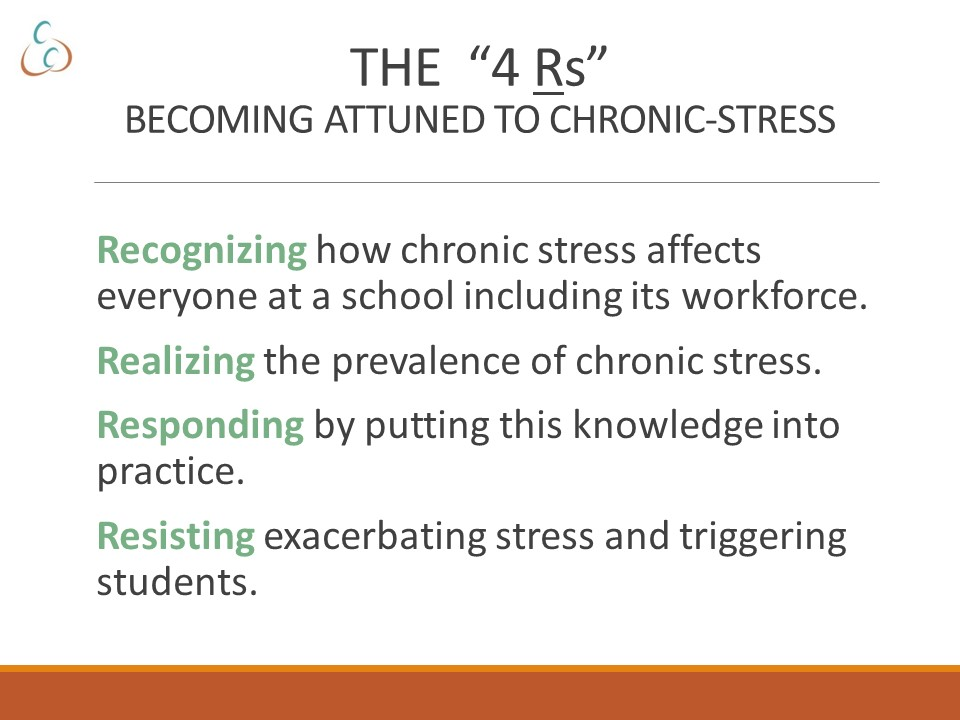 C
C
THE “4 Rs”
BECOMING ATTUNED TO CHRONIC-STRESS
Recognizing how chronic stress affects
everyone at a school including its workforce.
Realizing the prevalence of chronic stress.
Responding by putting this knowledge into
practice.
Resisting exacerbating stress and triggering
students.